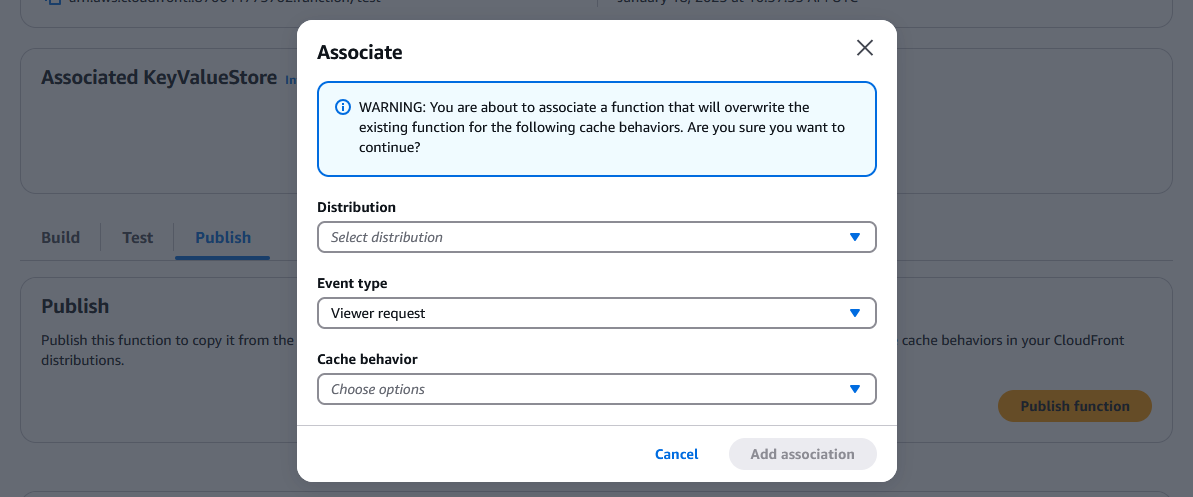 Associate
Associated KeyValueStore
WARNING: You are about to associate a function that will overwrite the
existing function for the following cache behaviors. Are you sure you want to
continue?
Distribution
Select distribution
Build
Test
Publish
Event type
Viewer request
Publish
Publish this function to copy it from the
cache behaviors in your CloudFront
distributions.
Cache behavior
Choose options
Publish function
Cancel
Add association